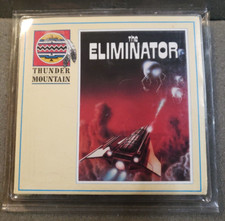 THUNDER
MOUNTAIN
the
ELIMINATOR